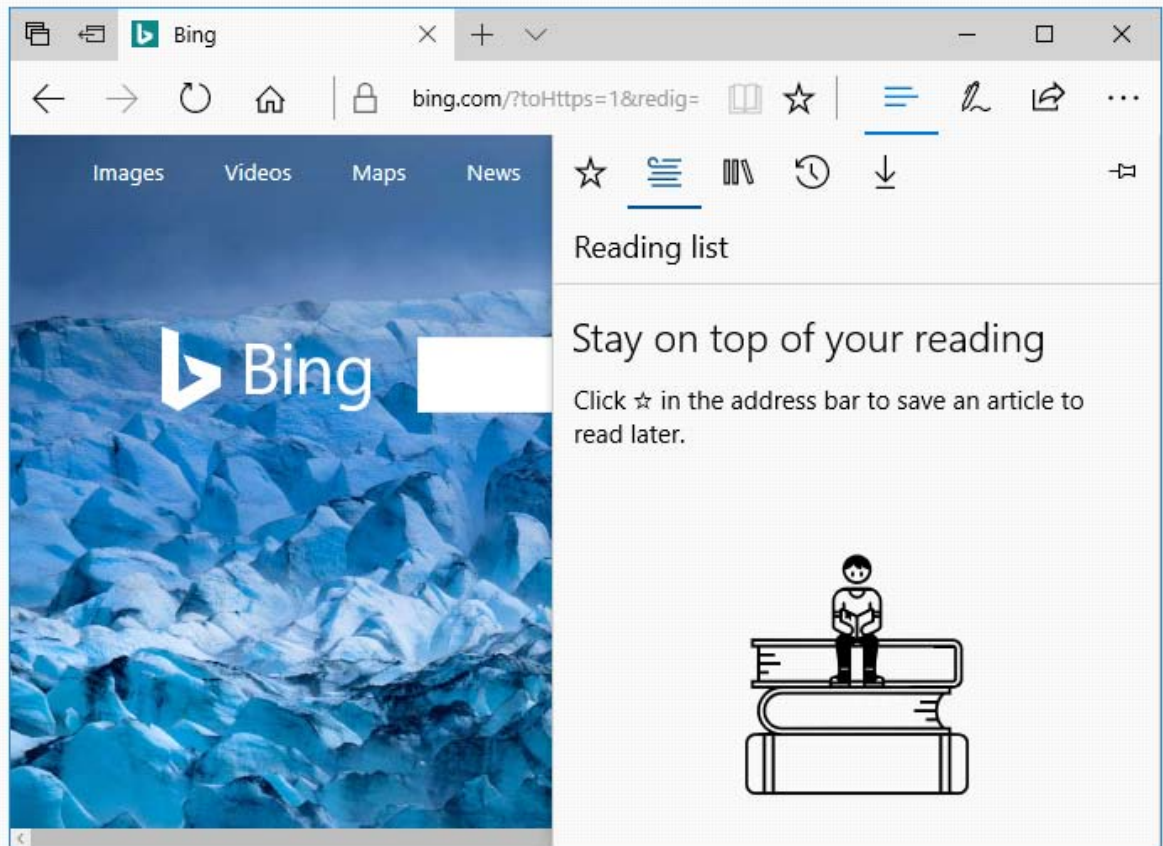 Bing
bing.com/?toHttps=1&redig=
Images Videos Maps News
Reading list
Stay on top of your reading
Click ☆ in the address bar to save an article to
read later.
Bing